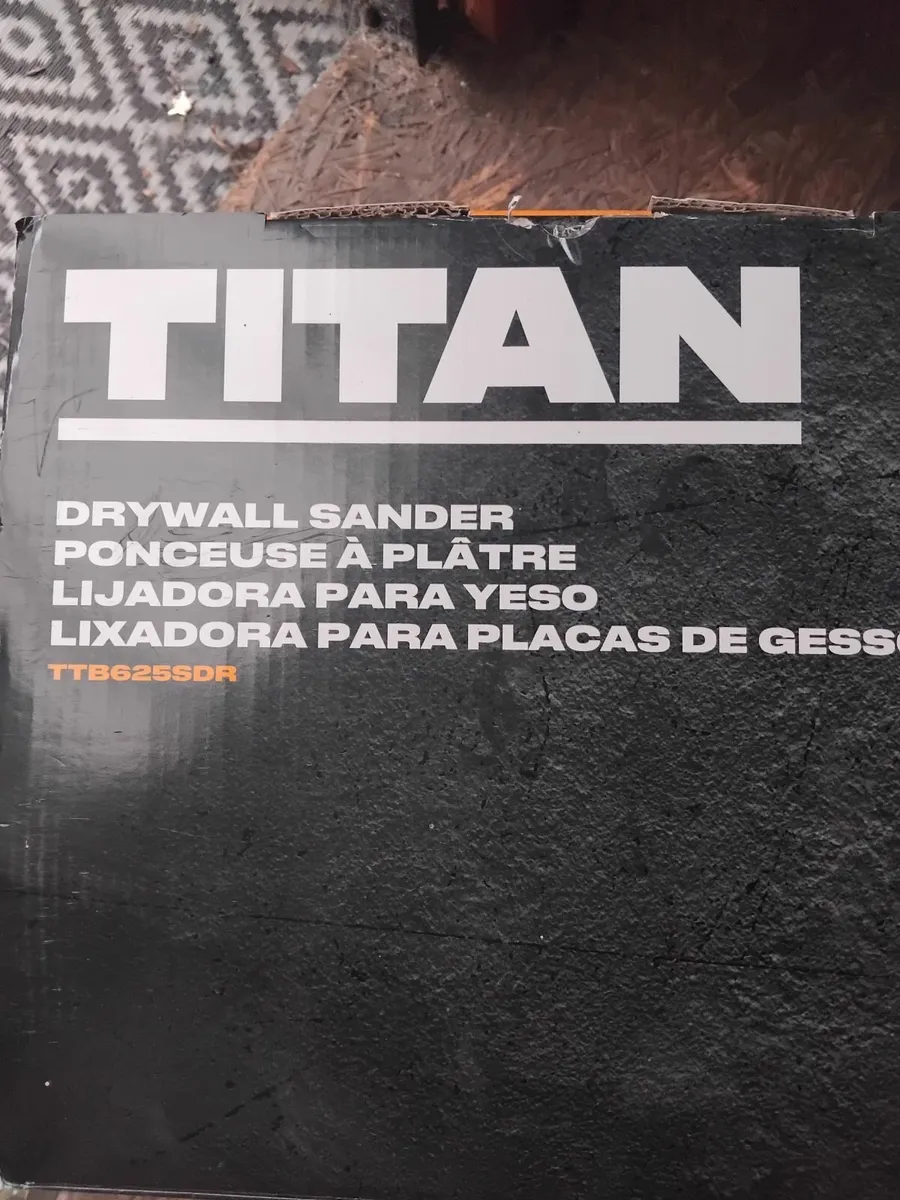 TITAN
DRYWALL SANDER
PONCEUSE À PLÂTRE
LIJADORA PARA YESO
LIXADORA PARA PLACAS DE GESSO
TTB625SDR